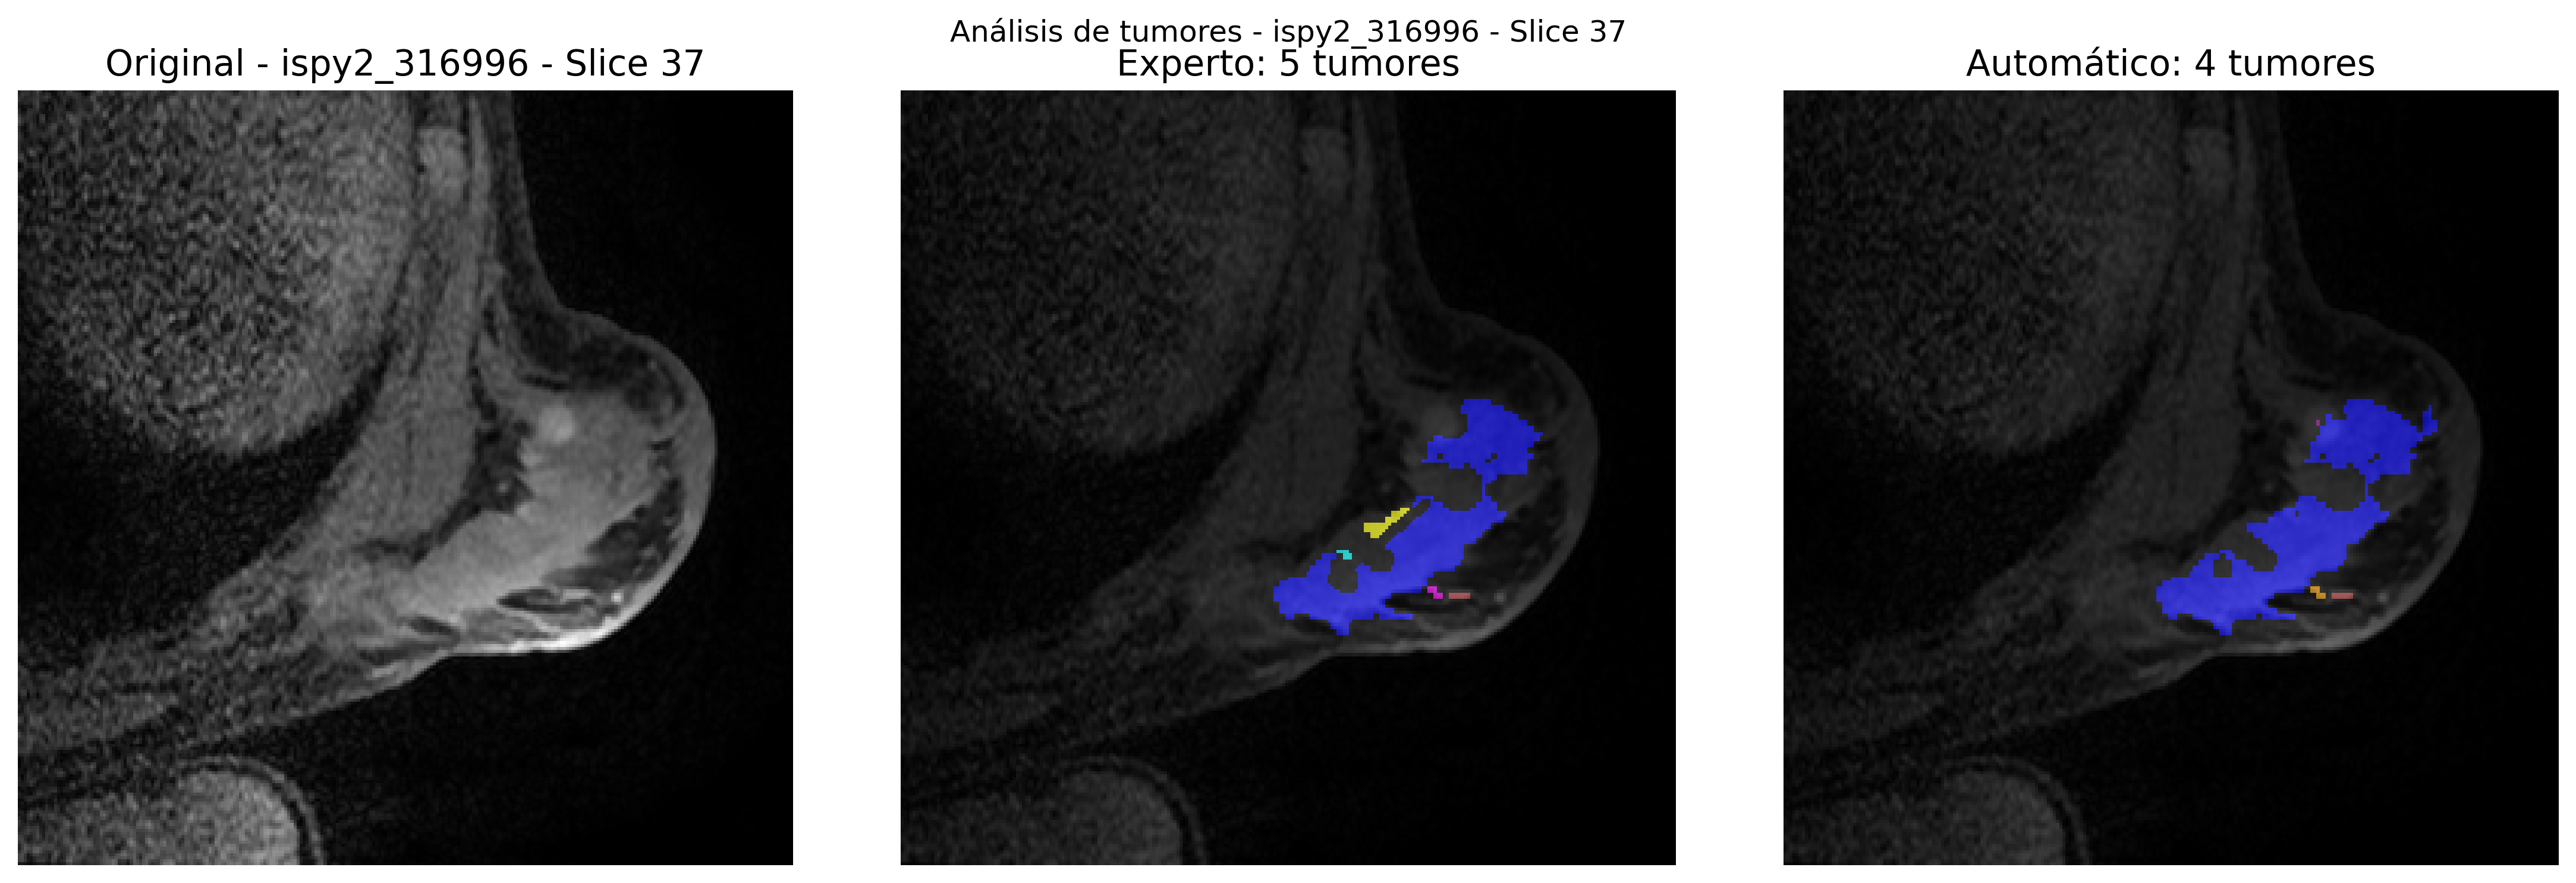 Análisis de tumores - ispy2_316996 - Slice 37
Original - ispy2_316996 - Slice 37
Experto: 5 tumores
Automático: 4 tumores